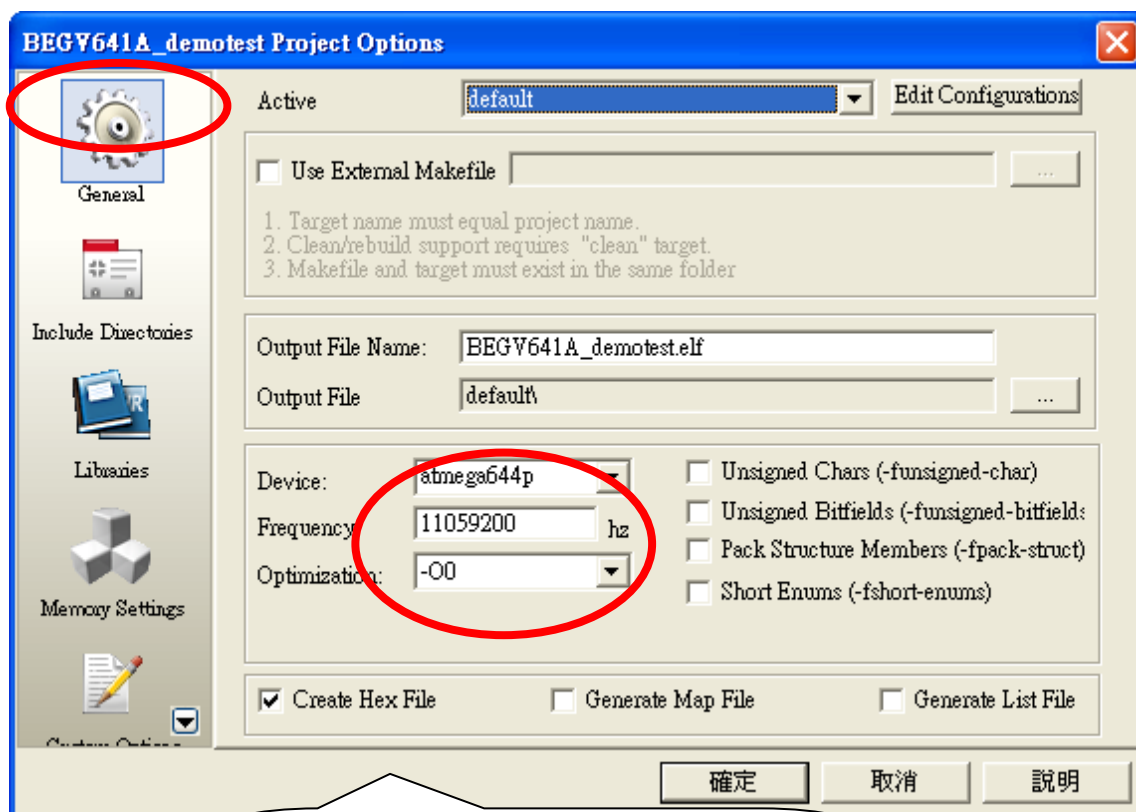 BEGV641A_demotest Project Options
Active
default
Edit Configurations
General
Use External Makefile
...
1. Target name must equal project name.
2. Clean/rebuild support requires "clean" target.
3. Makefile and target must exist in the same folder
Include Directories
Output File Name:
BEGV641A_demotest.elf
Output File
default\
...
Libraries
Device:
atmega644p
Unsigned Chars (-funsigned-char)
Frequency
11059200
hz
Unsigned Bitfields (-funsigned-bitfields
Optimization:
-O0
Pack Structure Members (-fpack-struct)
Short Enums (-fshort-enums)
Memory Settings
Create Hex File
Generate Map File
Generate List File
Custom Options
確定
取消
說明